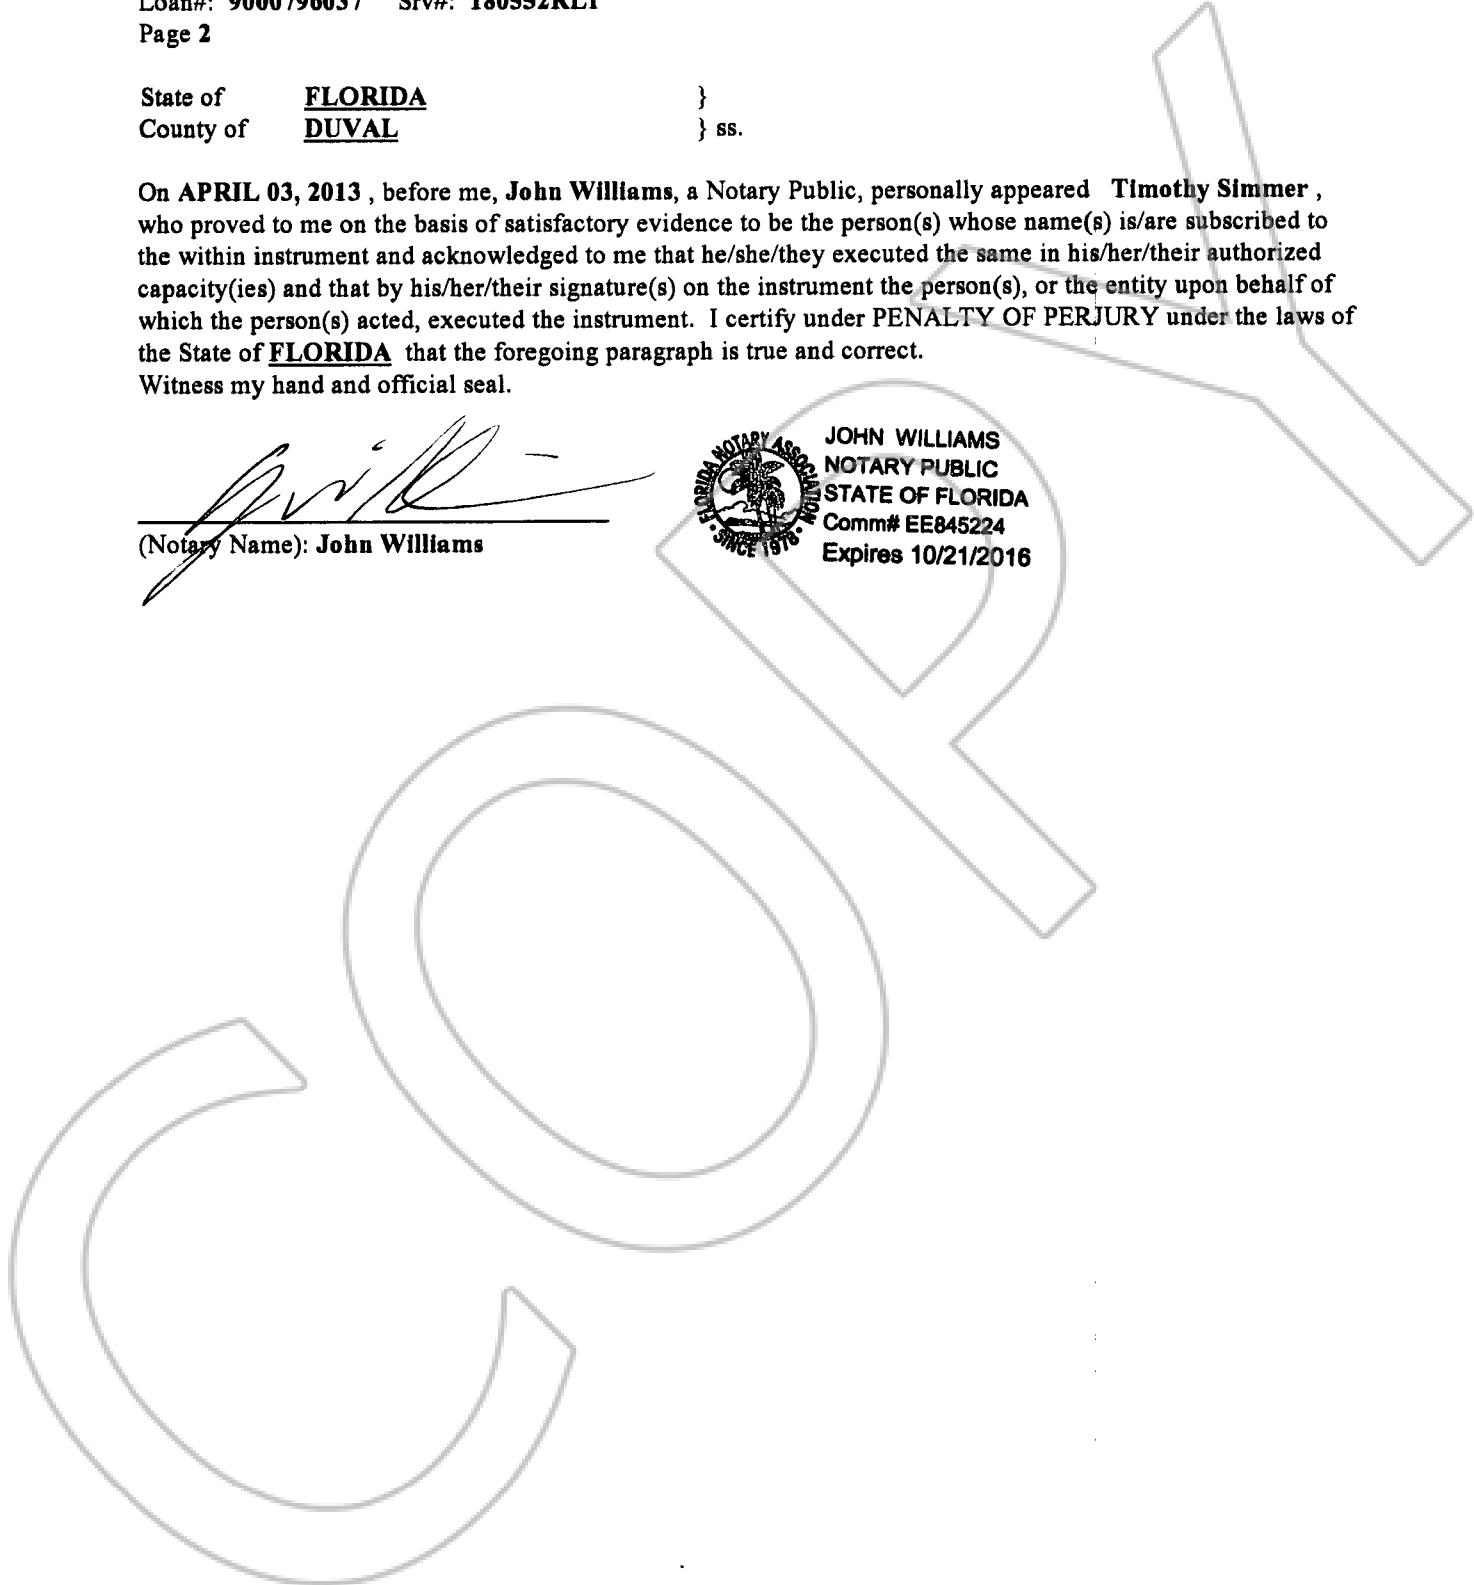 Loan#: 9000796037 Srv#: 180992RL1
Page 2
State of FLORIDA }
County of DUVAL } ss.
On APRIL 03, 2013 , before me, John Williams, a Notary Public, personally appeared Timothy Simmer ,
who proved to me on the basis of satisfactory evidence to be the person(s) whose name(s) is/are subscribed to
the within instrument and acknowledged to me that he/she/they executed the same in his/her/their authorized
capacity(ies) and that by his/her/their signature(s) on the instrument the person(s), or the entity upon behalf of
which the person(s) acted, executed the instrument. I certify under PENALTY OF PERJURY under the laws of
the State of FLORIDA that the foregoing paragraph is true and correct.
Witness my hand and official seal.
(Notary Name): John Williams
FLORIDA NOTARY ASSOCIATION
SINCE 1978
JOHN WILLIAMS
NOTARY PUBLIC
STATE OF FLORIDA
Comm# EE845224
Expires 10/21/2016
COPY